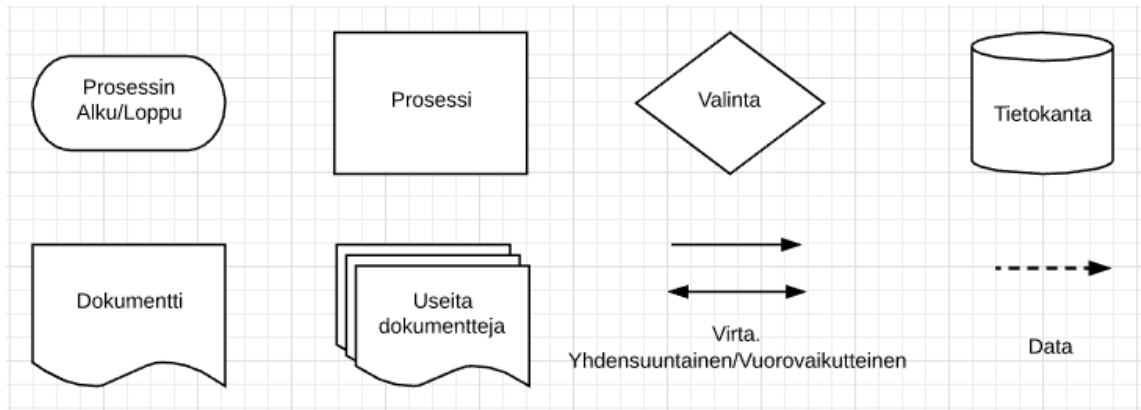 Prosessin
Alku/Loppu
Prosessi
Valinta
Tietokanta
Dokumentti
Useita
dokumentteja
Virta.
Yhdensuuntainen/Vuorovaikutteinen
Data